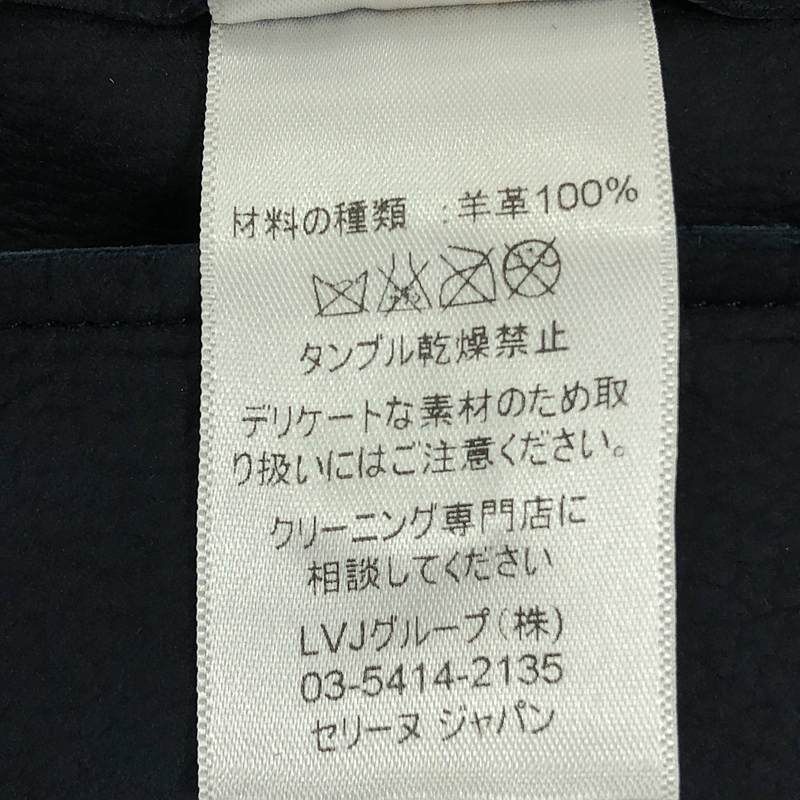 材料の種類 :羊革100%
タンブル乾燥禁止
デリケートな素材のため取
り扱いにはご注意ください。
クリーニング専門店に
相談してください
LVJグループ(株)
03-5414-2135
セリーヌ ジャパン